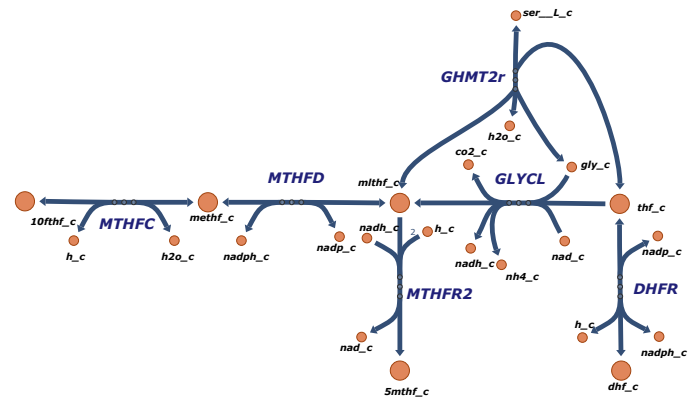 ser__L_c
GHMT2r
h2o_c
co2_c
gly_c
MTHFD
mlthf_c
GLYCL
thf_c
10fthf_c
MTHFC
methf_c
nadh_c
2
h_c
h_c
h2o_c
nadph_c
nadp_c
nadh_c
nh4_c
nad_c
nadp_c
MTHFR2
DHFR
h_c
nad_c
nadph_c
5mthf_c
dhf_c